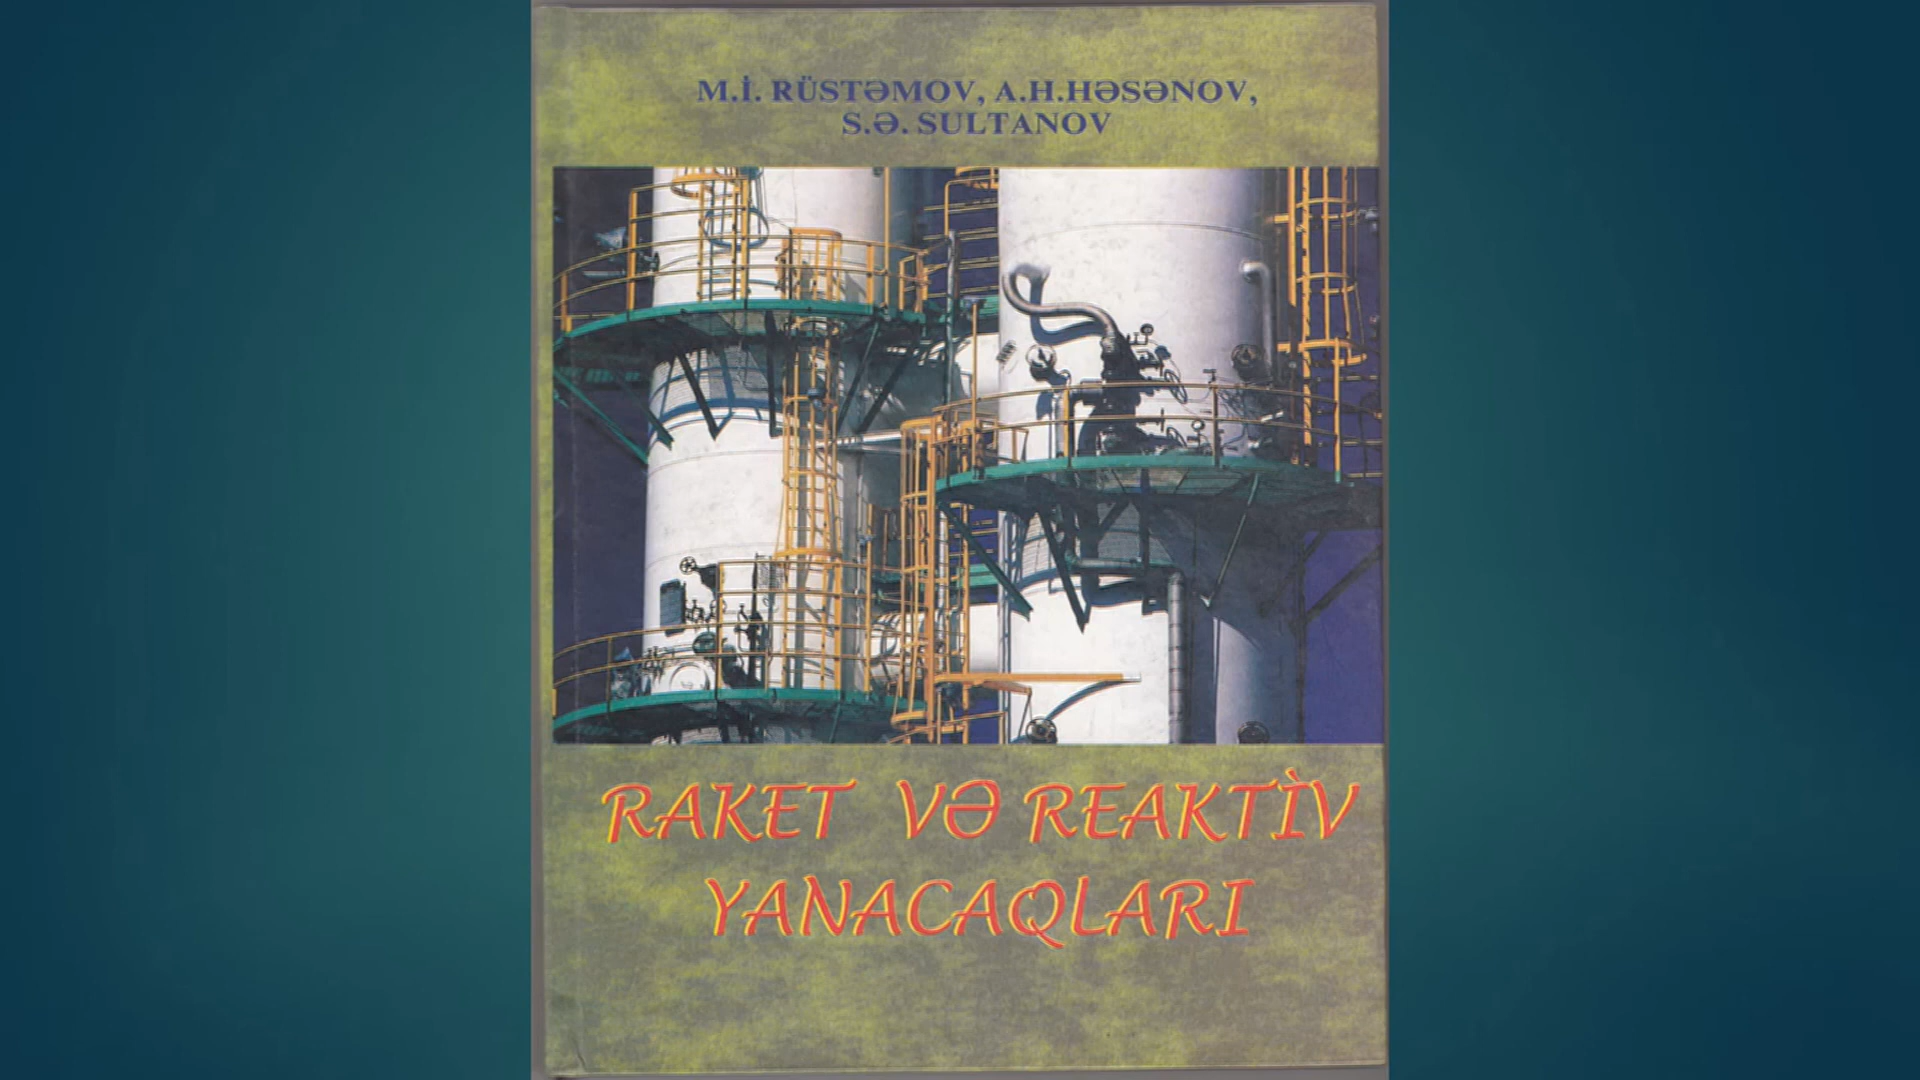 M.İ. RÜSTƏMOV, A.H.HƏSƏNOV,
S.Ə. SULTANOV
RAKET VƏ REAKTİV
YANACAQLARI